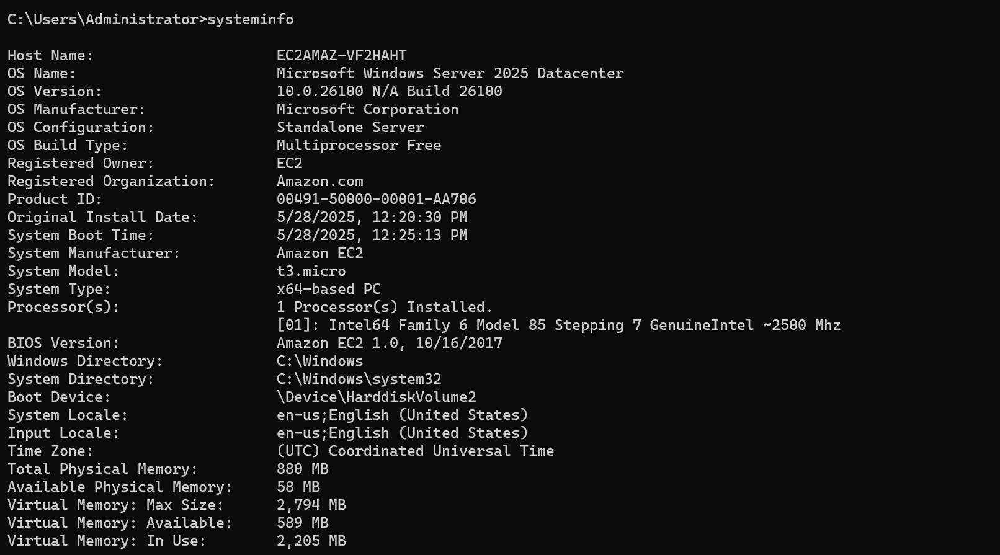 C:\Users\Administrator>systeminfo
Host Name: EC2AMAZ-VF2HAHT
OS Name: Microsoft Windows Server 2025 Datacenter
OS Version: 10.0.26100 N/A Build 26100
OS Manufacturer: Microsoft Corporation
OS Configuration: Standalone Server
OS Build Type: Multiprocessor Free
Registered Owner: EC2
Registered Organization: Amazon.com
Product ID: 00491-50000-00001-AA706
Original Install Date: 5/28/2025, 12:20:30 PM
System Boot Time: 5/28/2025, 12:25:13 PM
System Manufacturer: Amazon EC2
System Model: t3.micro
System Type: x64-based PC
Processor(s): 1 Processor(s) Installed.
[01]: Intel64 Family 6 Model 85 Stepping 7 GenuineIntel ~2500 Mhz
BIOS Version: Amazon EC2 1.0, 10/16/2017
Windows Directory: C:\Windows
System Directory: C:\Windows\system32
Boot Device: \Device\HarddiskVolume2
System Locale: en-us;English (United States)
Input Locale: en-us;English (United States)
Time Zone: (UTC) Coordinated Universal Time
Total Physical Memory: 880 MB
Available Physical Memory: 58 MB
Virtual Memory: Max Size: 2,794 MB
Virtual Memory: Available: 589 MB
Virtual Memory: In Use: 2,205 MB